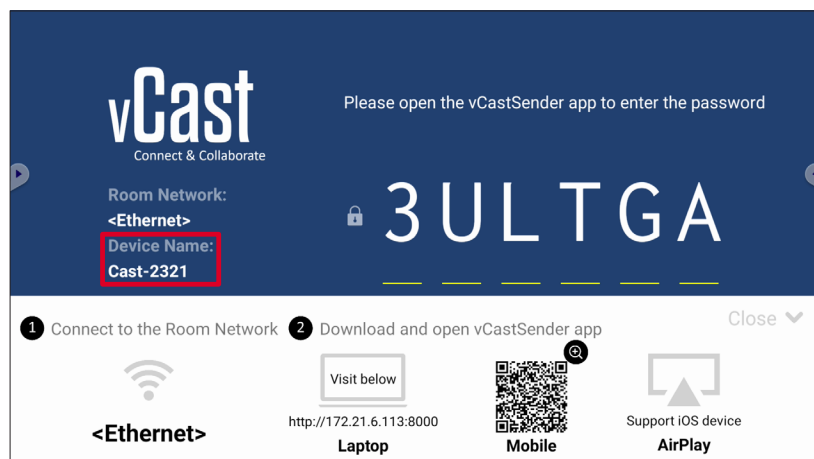 vCast
Connect & Collaborate
Please open the vCastSender app to enter the password
Room Network:
<Ethernet>
Device Name:
Cast-2321
3ULTGA
1 Connect to the Room Network
2 Download and open vCastSender app
Close
<Ethernet>
Visit below
http://172.21.6.113:8000
Laptop
Mobile
Support iOS device
AirPlay